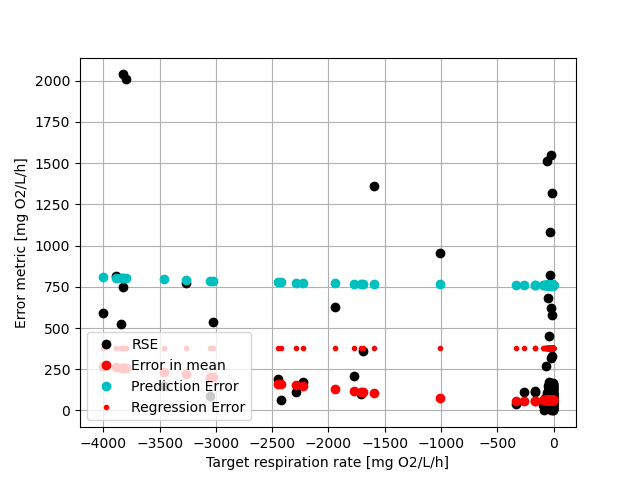 2000
1750
1500
1250
1000
750
500
250
0
Error metric [mg O2/L/h]
RSE
Error in mean
Prediction Error
Regression Error
−4000 −3500 −3000 −2500 −2000 −1500 −1000 −500 0
Target respiration rate [mg O2/L/h]